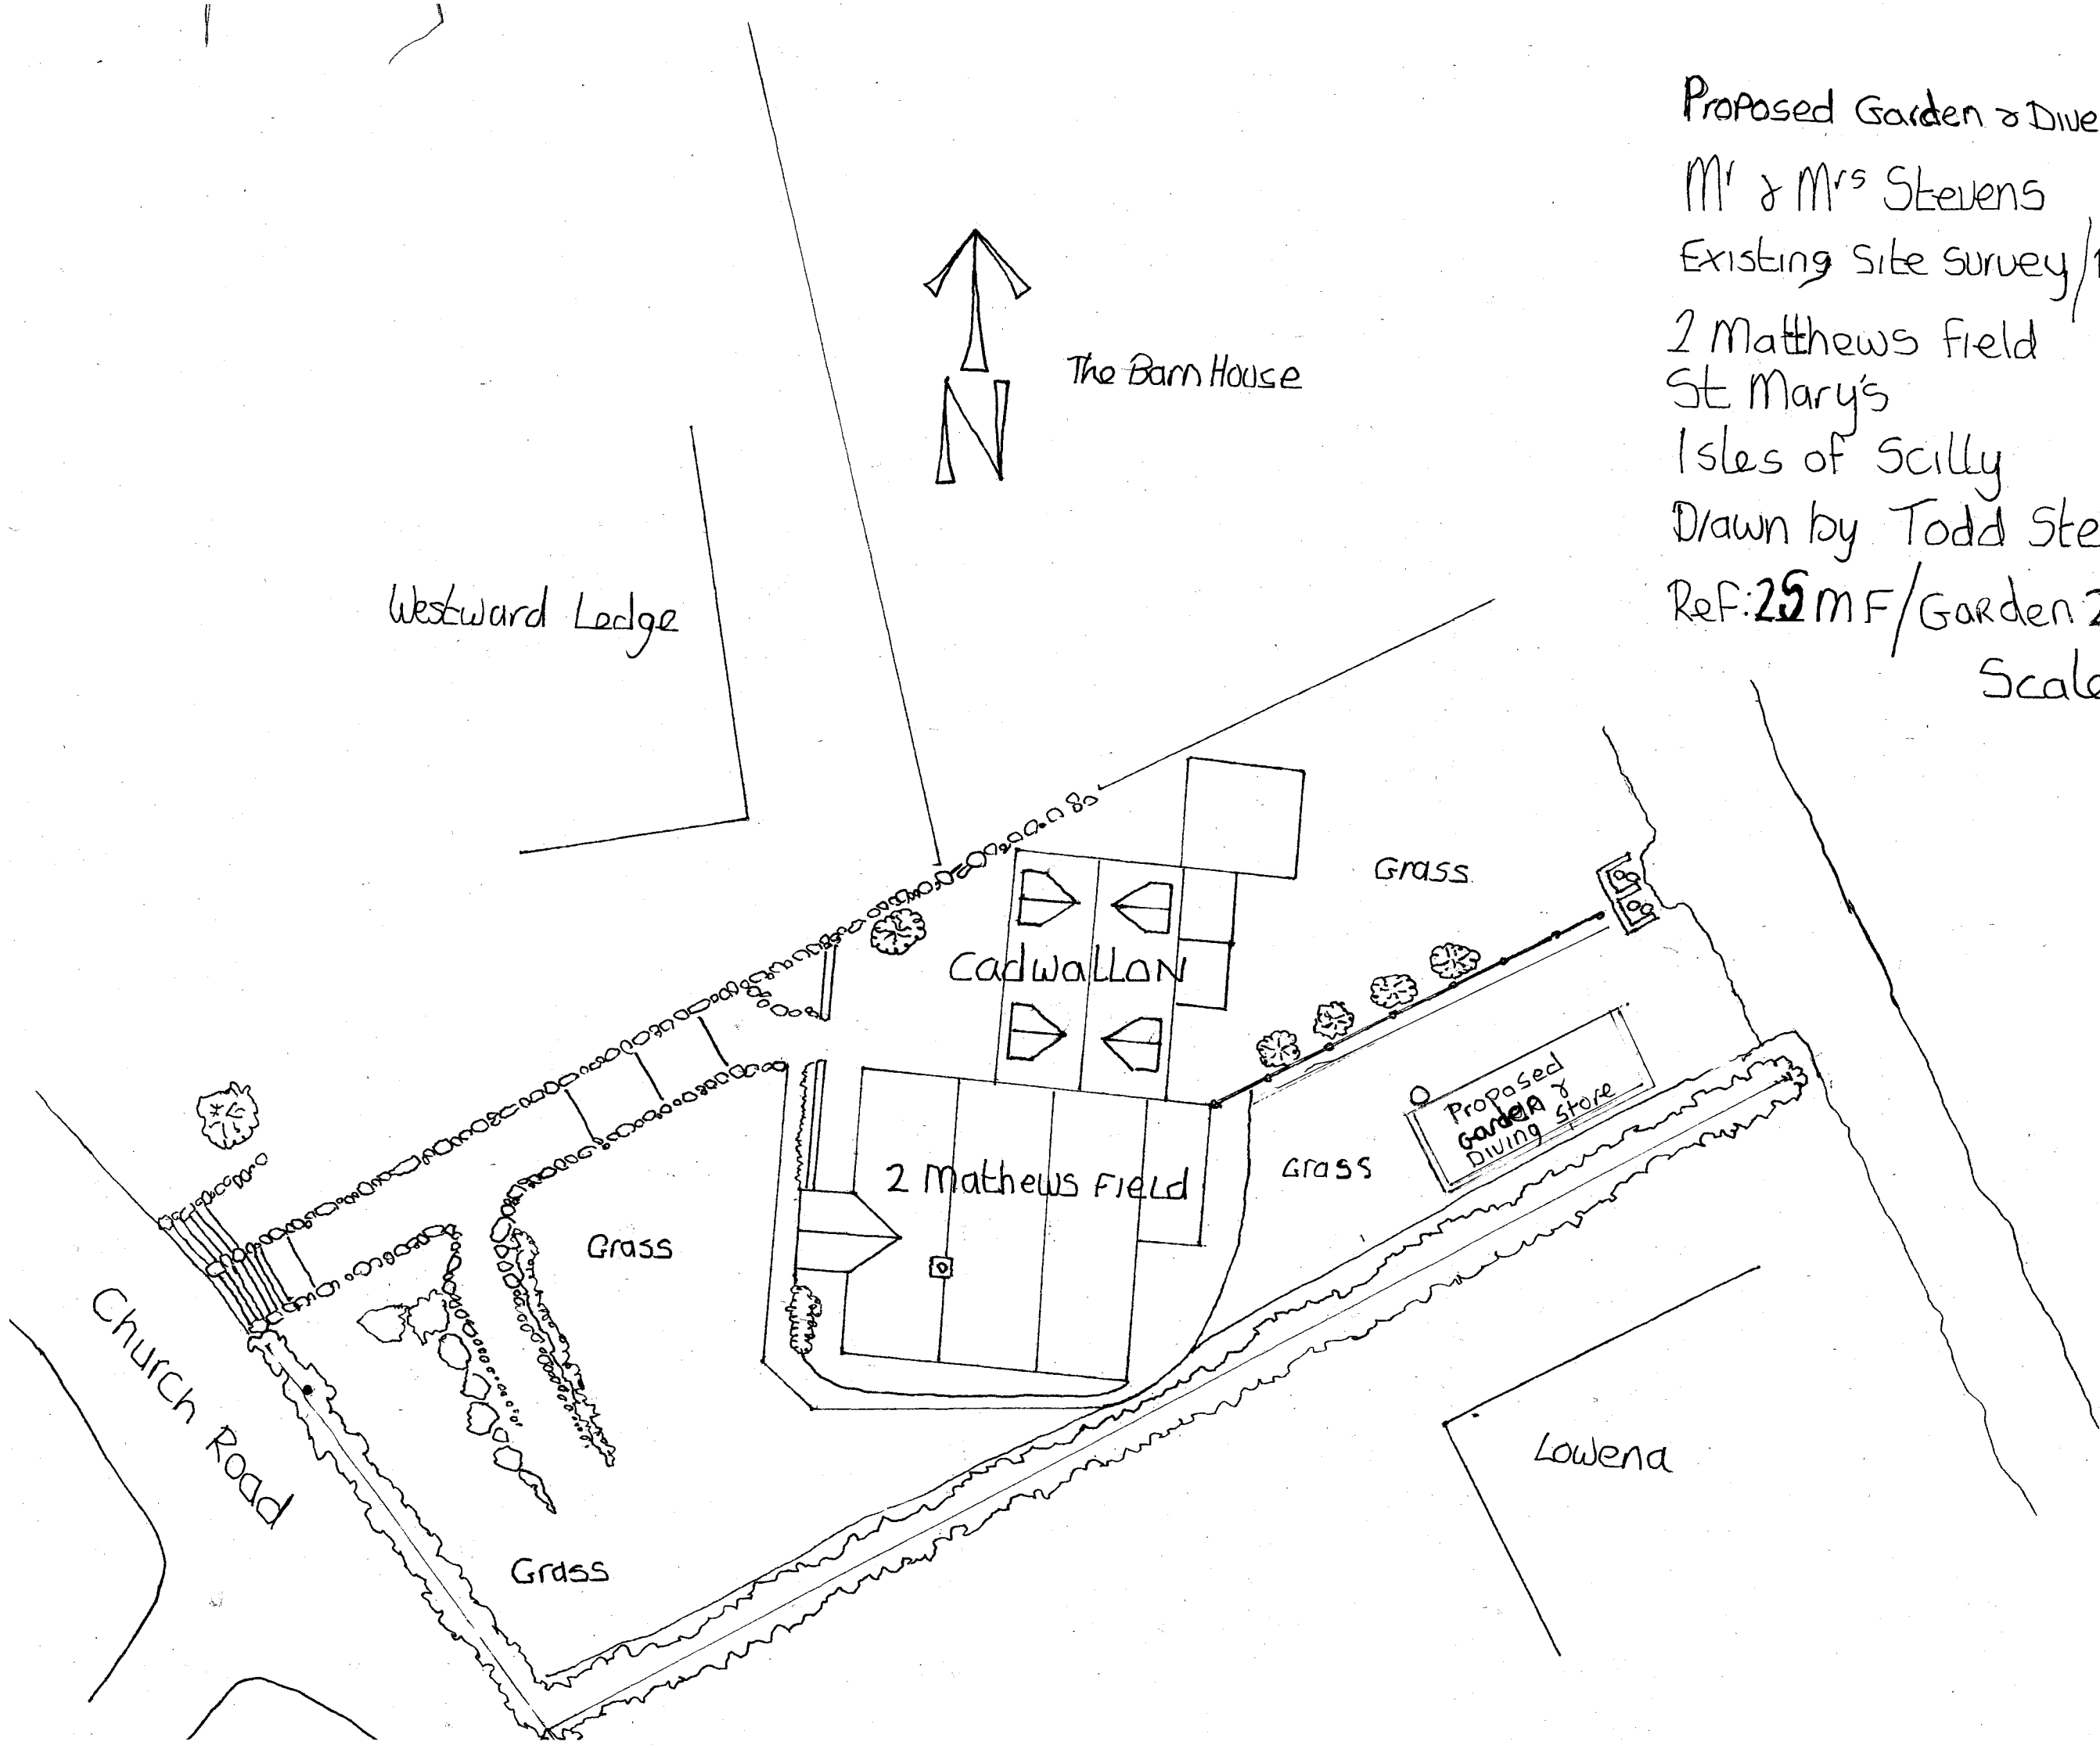 Proposed Garden & Dive
Mr & Mrs Stevens
Existing Site Survey/
2 Matthews Field
St Mary's
Isles of Scilly
Drawn by Todd Ste
Ref:25MF/Garden 2
Scale
N
The Barn House
Westward Ledge
Grass
Cadwallon
Proposed
Garden &
Diving Store
Grass
2 Mathews Field
Grass
Church Road
Lowena
Grass